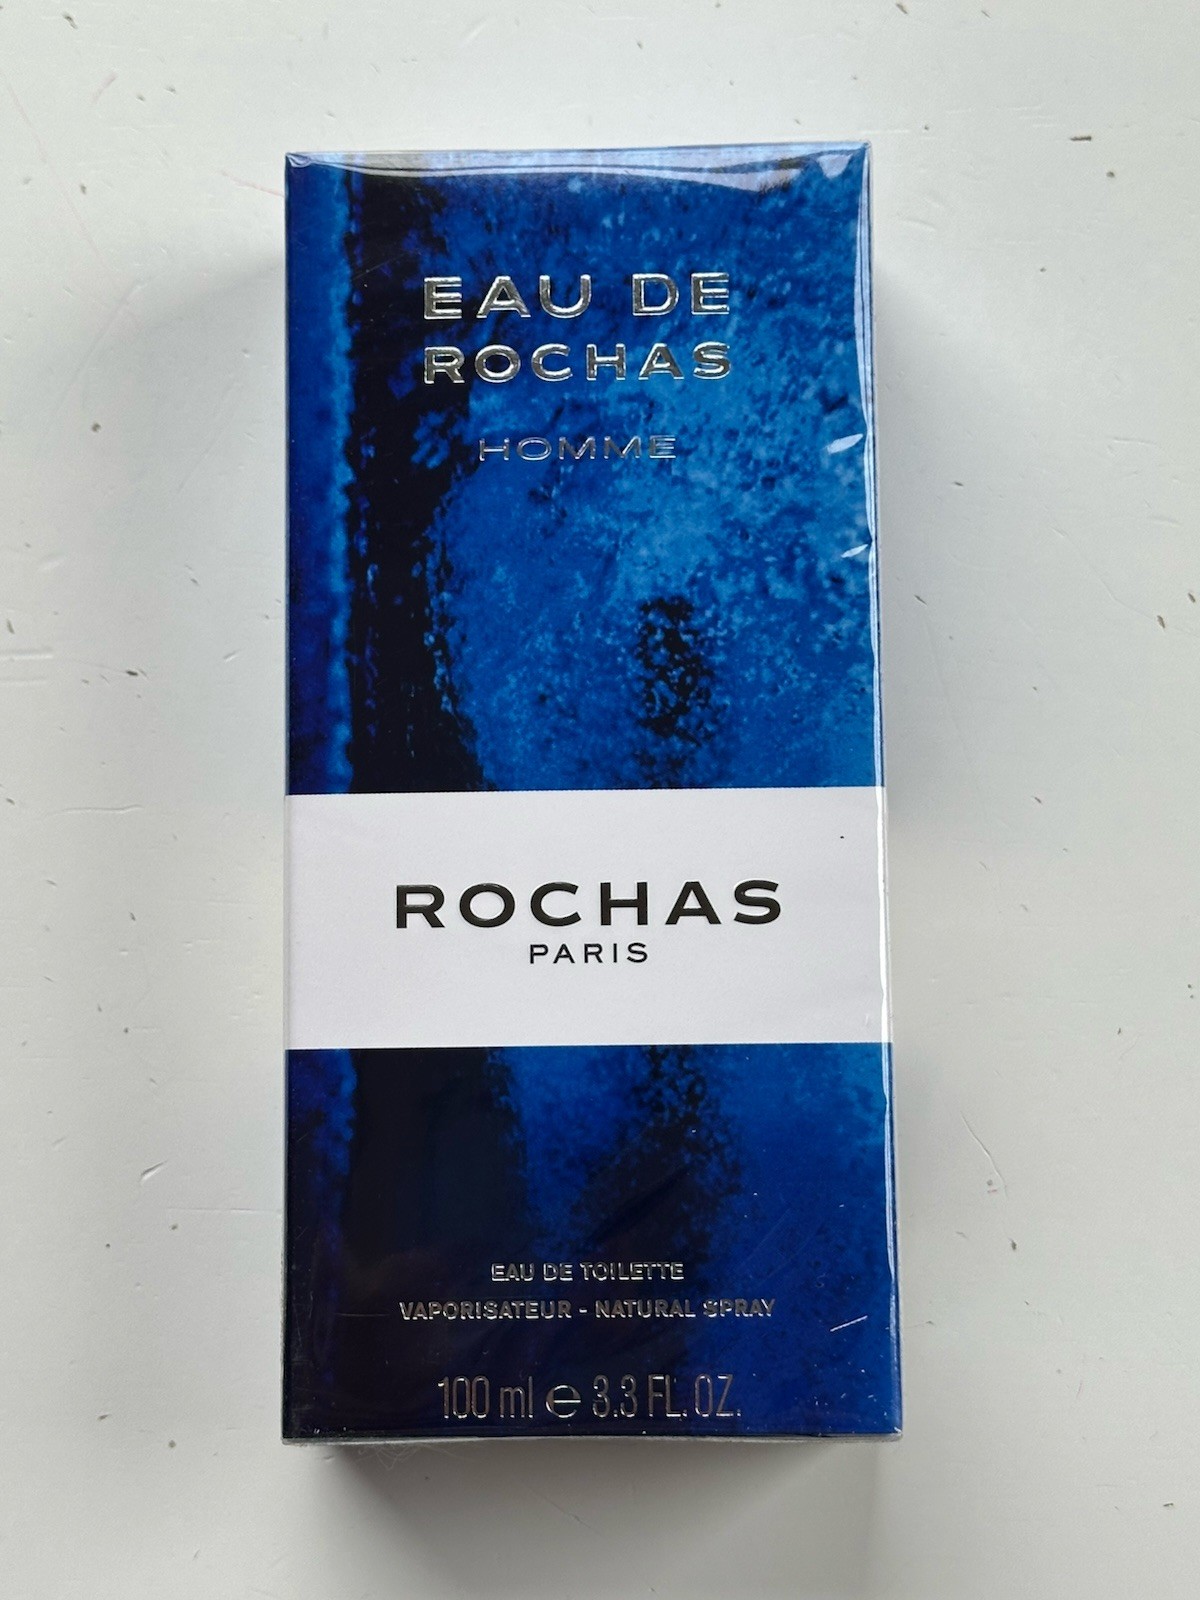 EAU DE
ROCHAS
HOMME
ROCHAS
PARIS
EAU DE TOILETTE
VAPORISATEUR - NATURAL SPRAY
100 ml ℮ 3.3 FL. OZ.